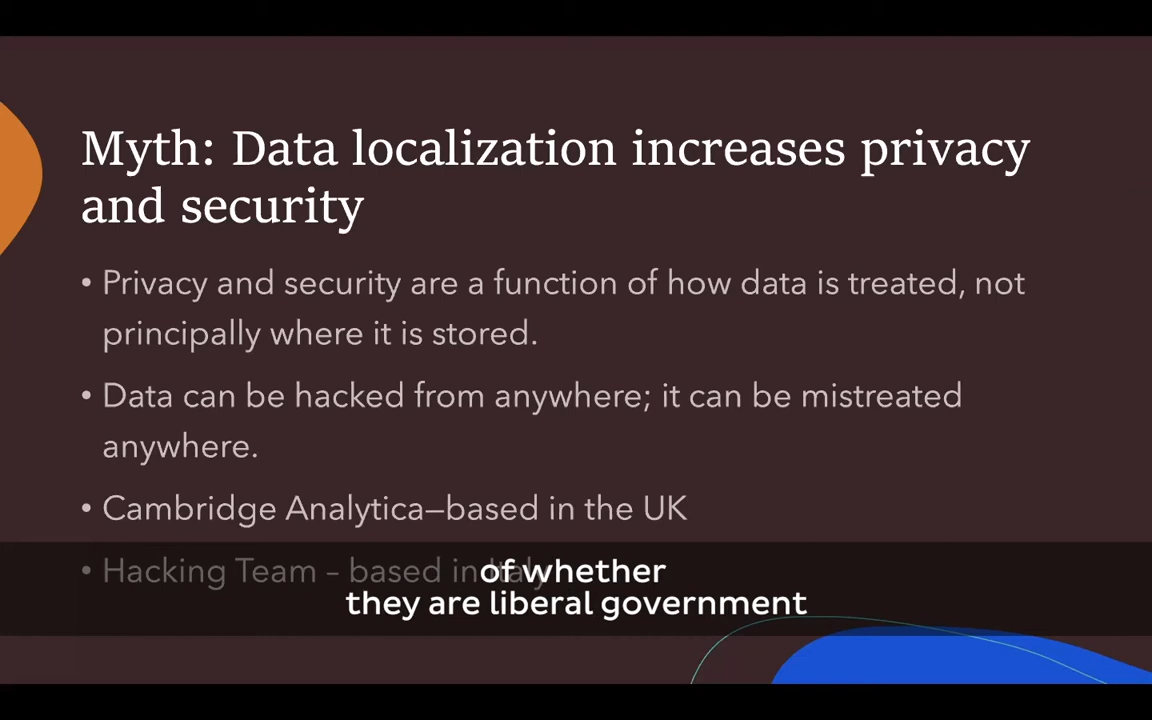 Myth: Data localization increases privacy
and security
• Privacy and security are a function of how data is treated, not
principally where it is stored.
• Data can be hacked from anywhere; it can be mistreated
anywhere.
• Cambridge Analytica—based in the UK
• Hacking Team – based in
of whether
they are liberal government